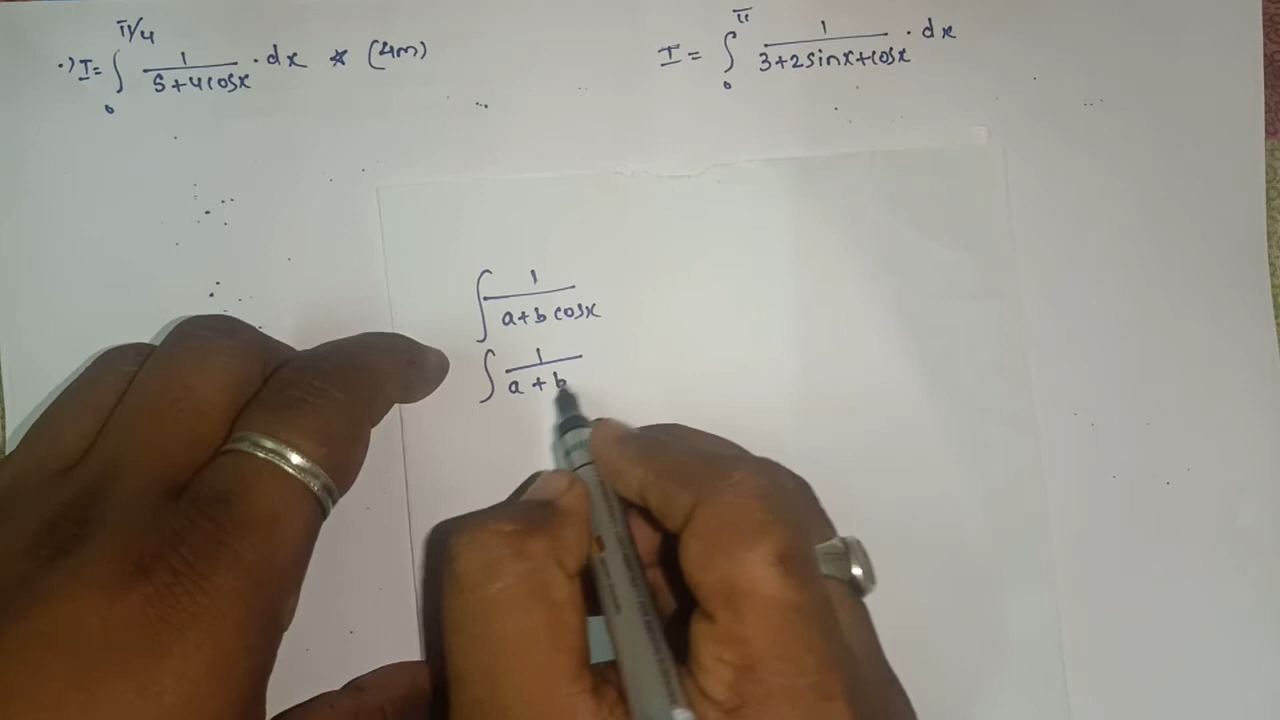 ·) I = ∫₀^π/4 1/(5+4cosx) · dx * (4m)
I = ∫₀^π 1/(3+2sinx+cosx) · dx
∫ 1/(a+b cosx)
∫ 1/(a+b